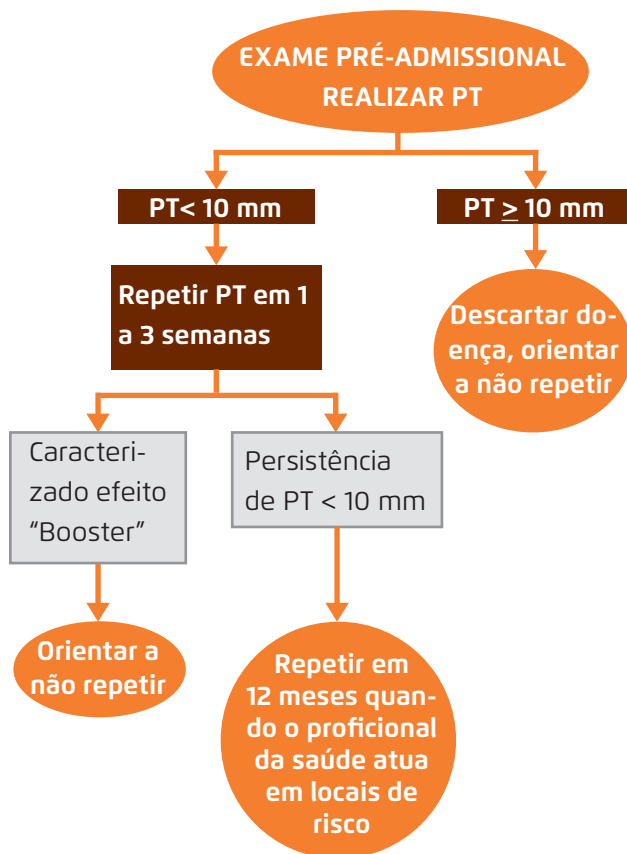 EXAME PRÉ-ADMISSIONAL
REALIZAR PT
PT< 10 mm
PT ≥ 10 mm
Repetir PT em 1
a 3 semanas
Descartar do-
ença, orientar
a não repetir
Caracteri-
zado efeito
“Booster”
Persistência
de PT < 10 mm
Orientar a
não repetir
Repetir em
12 meses quan-
do o proficional
da saúde atua
em locais de
risco